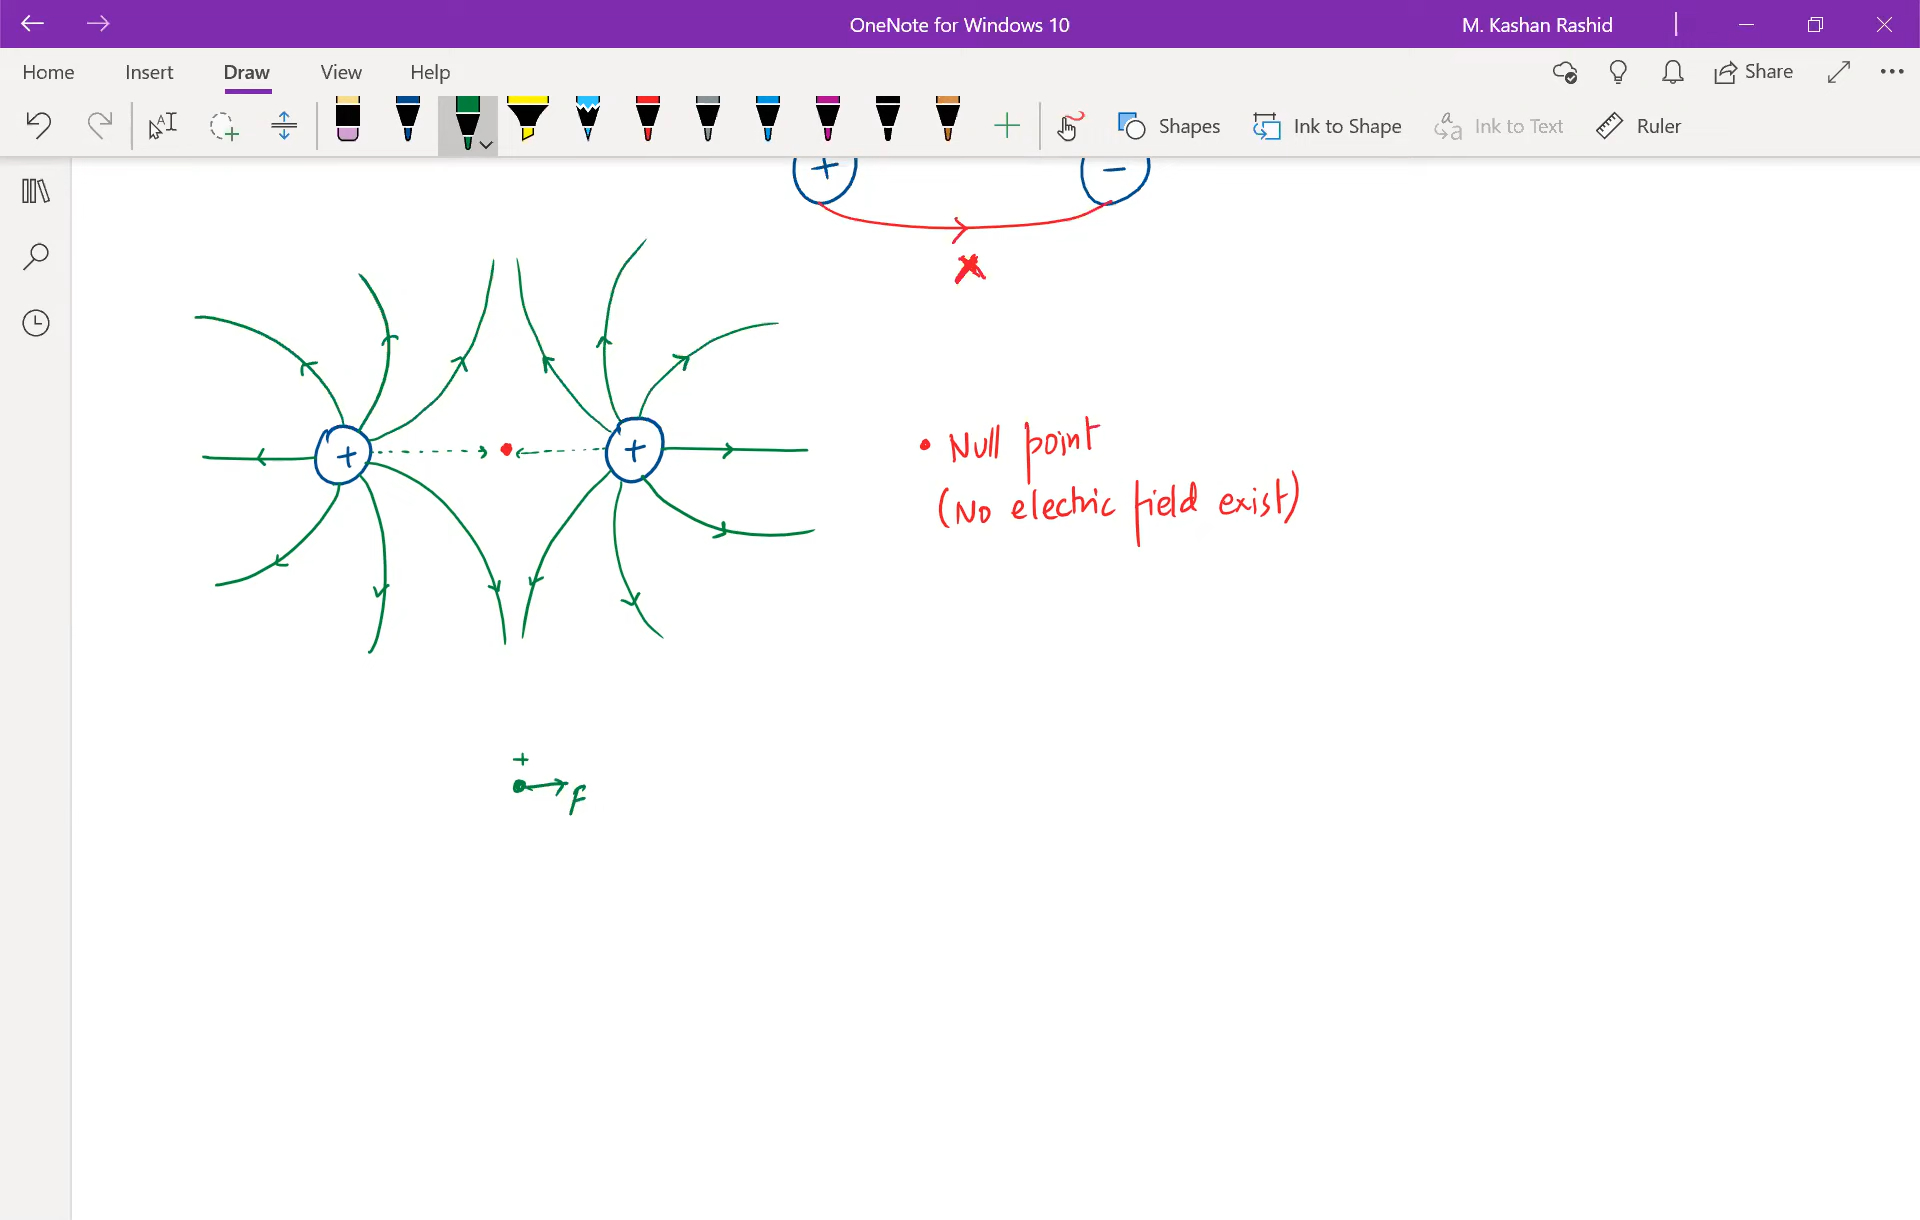 OneNote for Windows 10
M. Kashan Rashid
Home Insert Draw View Help
Share
Shapes Ink to Shape Ink to Text Ruler
+ −
+ +
• Null point
(No electric field exist)
+
F